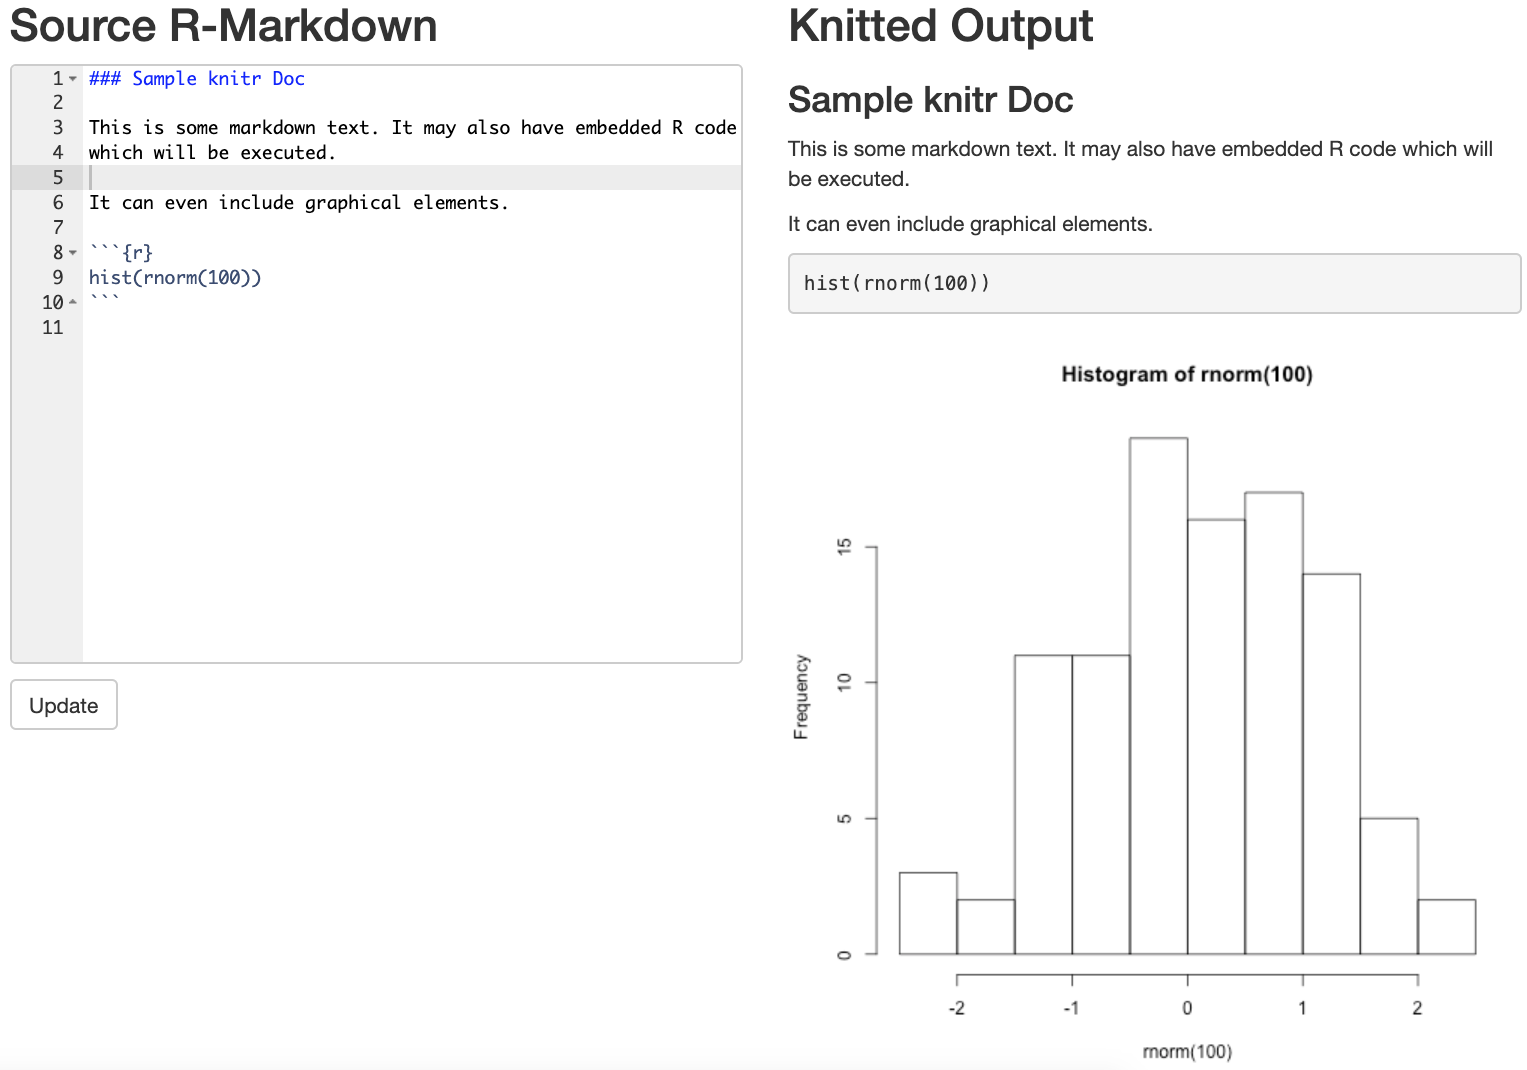 Source R-Markdown
1 ### Sample knitr Doc
2
3 This is some markdown text. It may also have embedded R code
4 which will be executed.
5
6 It can even include graphical elements.
7
8 ```{r}
9 hist(rnorm(100))
10 ```
11
Update
Knitted Output
Sample knitr Doc
This is some markdown text. It may also have embedded R code which will
be executed.
It can even include graphical elements.
hist(rnorm(100))
Histogram of rnorm(100)
Frequency
15
10
5
0
-2 -1 0 1 2
rnorm(100)